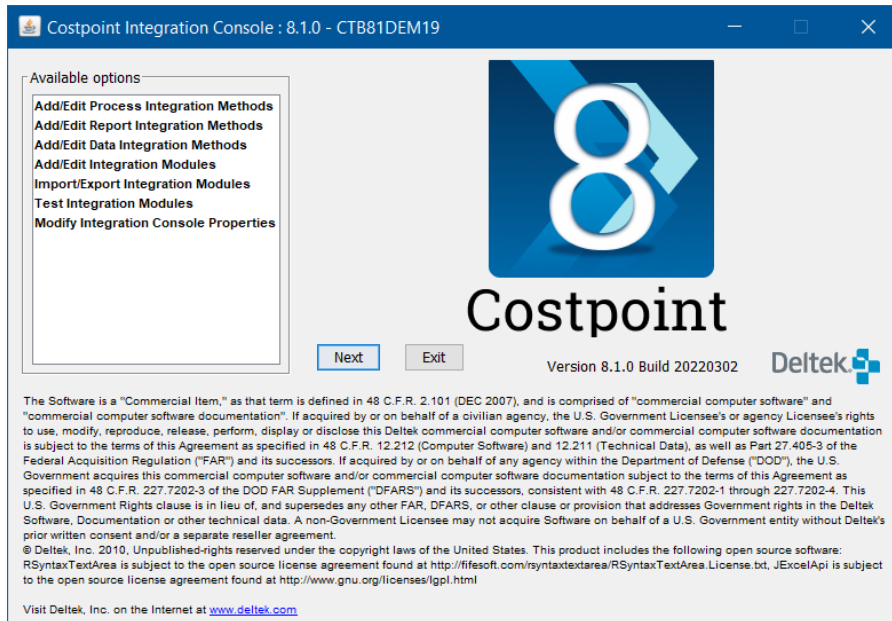 Costpoint Integration Console : 8.1.0 - CTB81DEM19
Available options
Add/Edit Process Integration Methods
Add/Edit Report Integration Methods
Add/Edit Data Integration Methods
Add/Edit Integration Modules
Import/Export Integration Modules
Test Integration Modules
Modify Integration Console Properties
8
Costpoint
Next
Exit
Version 8.1.0 Build 20220302
Deltek.
The Software is a "Commercial Item," as that term is defined in 48 C.F.R. 2.101 (DEC 2007), and is comprised of "commercial computer software" and
"commercial computer software documentation". If acquired by or on behalf of a civilian agency, the U.S. Government Licensee's or agency Licensee's rights
to use, modify, reproduce, release, perform, display or disclose this Deltek commercial computer software and/or commercial computer software documentation
is subject to the terms of this Agreement as specified in 48 C.F.R. 12.212 (Computer Software) and 12.211 (Technical Data), as well as Part 27.405-3 of the
Federal Acquisition Regulation ("FAR") and its successors. If acquired by or on behalf of any agency within the Department of Defense ("DOD"), the U.S.
Government acquires this commercial computer software and/or commercial computer software documentation subject to the terms of this Agreement as
specified in 48 C.F.R. 227.7202-3 of the DOD FAR Supplement ("DFARS") and its successors, consistent with 48 C.F.R. 227.7202-1 through 227.7202-4. This
U.S. Government Rights clause is in lieu of, and supersedes any other FAR, DFARS, or other clause or provision that addresses Government rights in the Deltek
Software, Documentation or other technical data. A non-Government Licensee may not acquire Software on behalf of a U.S. Government entity without Deltek's
prior written consent and/or a separate reseller agreement.
© Deltek, Inc. 2010, Unpublished-rights reserved under the copyright laws of the United States. This product includes the following open source software:
RSyntaxTextArea is subject to the open source license agreement found at http://fifesoft.com/rsyntaxtextarea/RSyntaxTextArea.License.txt, JExcelApi is subject
to the open source license agreement found at http://www.gnu.org/licenses/lgpl.html
Visit Deltek, Inc. on the Internet at www.deltek.com